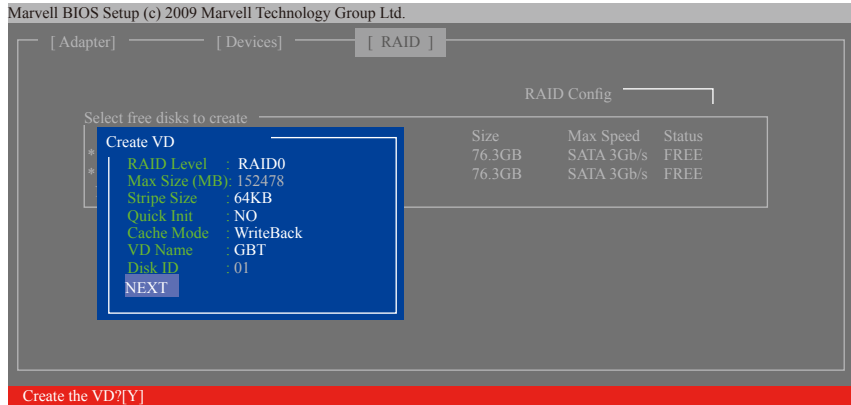 Marvell BIOS Setup (c) 2009 Marvell Technology Group Ltd.
[ Adapter] [ Devices] [ RAID ]
RAID Config
Select free disks to create
Size Max Speed Status
* 76.3GB SATA 3Gb/s FREE
* 76.3GB SATA 3Gb/s FREE
Create VD
RAID Level : RAID0
Max Size (MB): 152478
Stripe Size : 64KB
Quick Init : NO
Cache Mode : WriteBack
VD Name : GBT
Disk ID : 01
NEXT
Create the VD?[Y]